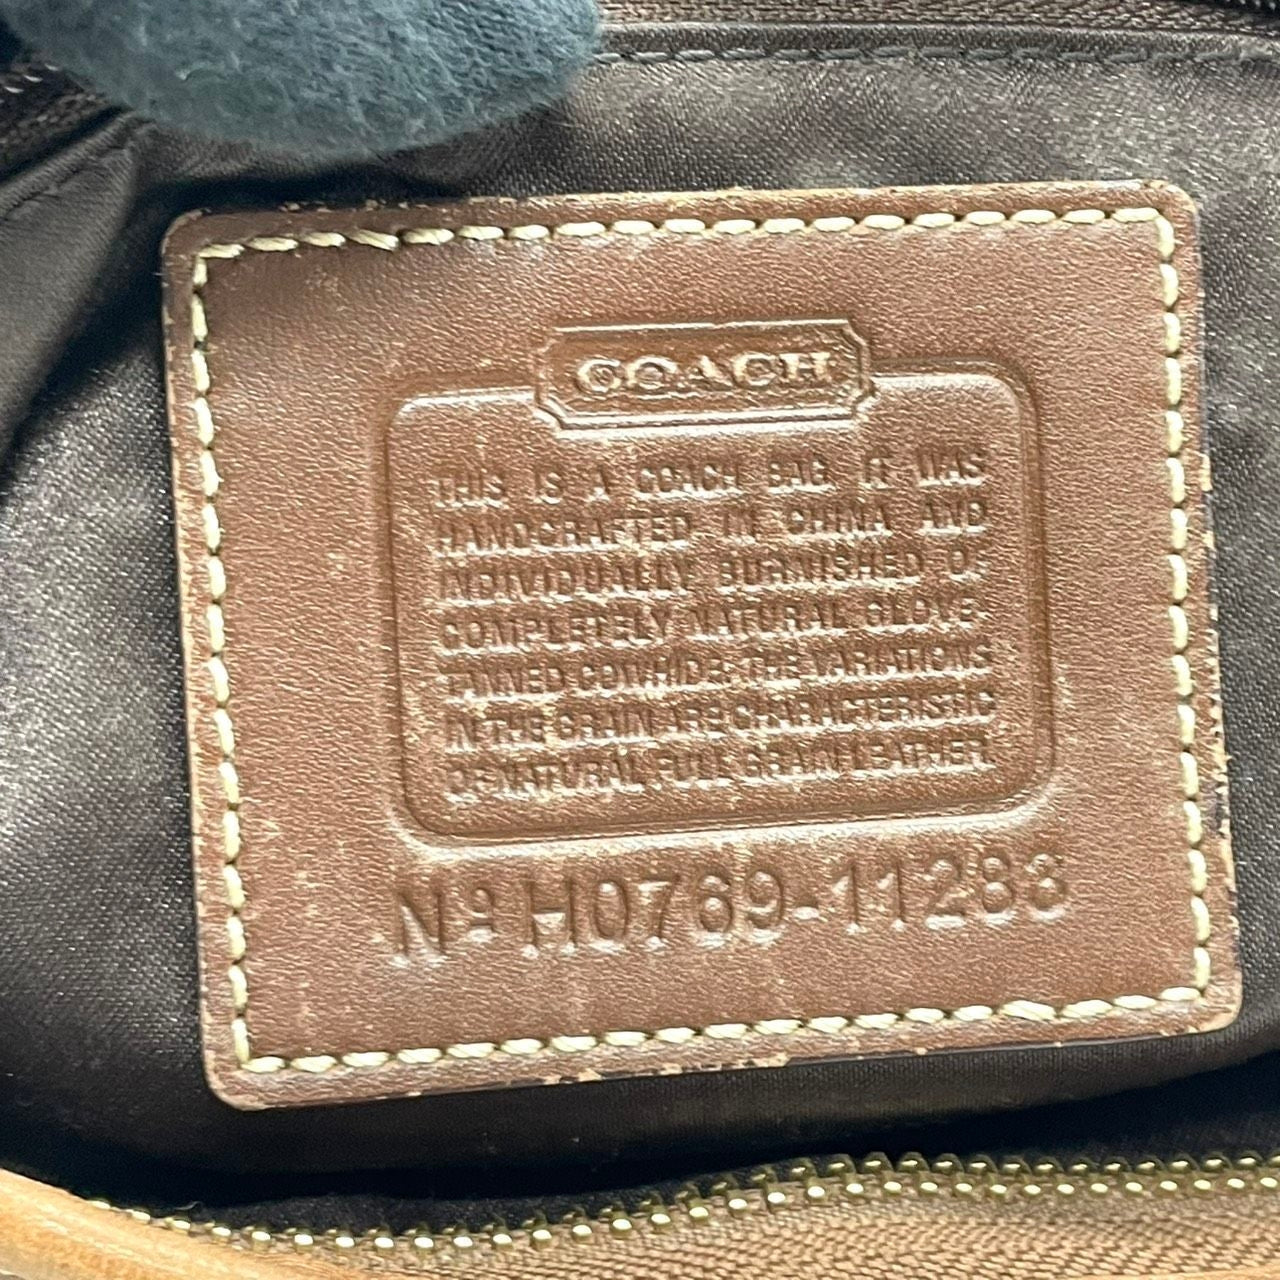 COACH
THIS IS A COACH BAG. IT WAS
HANDCRAFTED IN CHINA AND
INDIVIDUALLY BURNISHED OF
COMPLETELY NATURAL GLOVE
TANNED COWHIDE. THE VARIATIONS
IN THE GRAIN ARE CHARACTERISTIC
OF NATURAL FULL GRAIN LEATHER.
Nº H0769-11283